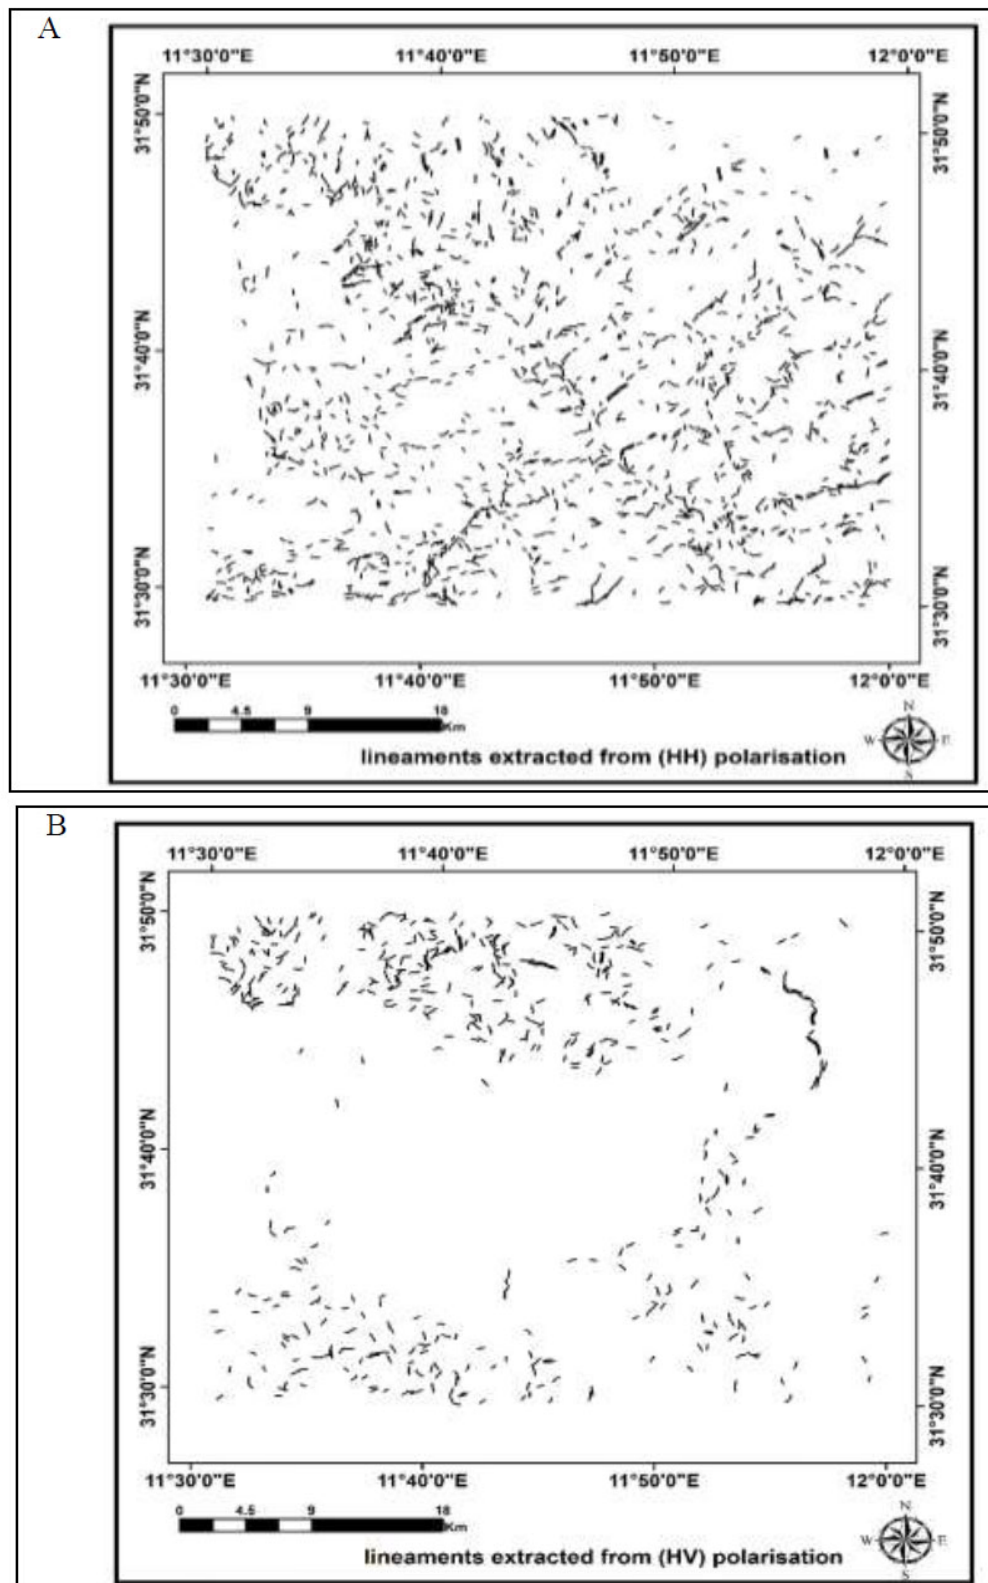 A
11°30'0"E 11°40'0"E 11°50'0"E 12°0'0"E
31°50'0"N 31°50'0"N
31°40'0"N 31°40'0"N
31°30'0"N 31°30'0"N
11°30'0"E 11°40'0"E 11°50'0"E 12°0'0"E
0 4.5 9 18
Km
N
W E
S
lineaments extracted from (HH) polarisation
B
11°30'0"E 11°40'0"E 11°50'0"E 12°0'0"E
31°50'0"N 31°50'0"N
31°40'0"N 31°40'0"N
31°30'0"N 31°30'0"N
11°30'0"E 11°40'0"E 11°50'0"E 12°0'0"E
0 4.5 9 18
Km
N
W E
S
lineaments extracted from (HV) polarisation